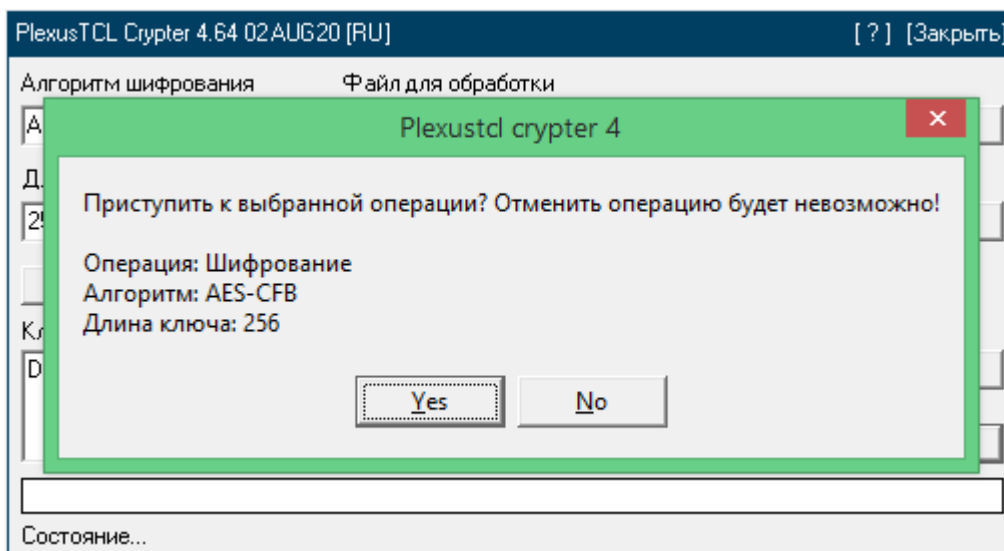 PlexusTCL Crypter 4.64 02AUG20 [RU] [ ? ] [Закрыть]
Алгоритм шифрования Файл для обработки
Plexustcl crypter 4
Приступить к выбранной операции? Отменить операцию будет невозможно!
Операция: Шифрование
Алгоритм: AES-CFB
Длина ключа: 256
Yes No
Состояние...